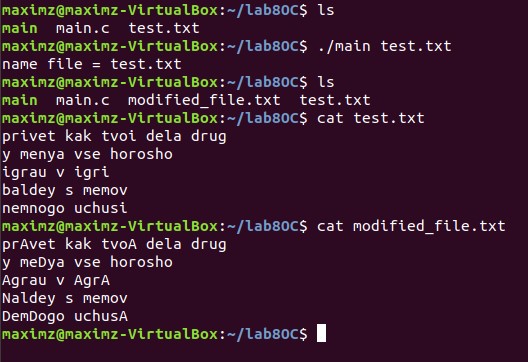 maximz@maximz-VirtualBox:~/lab8OC$ ls
main  main.c  test.txt
maximz@maximz-VirtualBox:~/lab8OC$ ./main test.txt
name file = test.txt
maximz@maximz-VirtualBox:~/lab8OC$ ls
main  main.c  modified_file.txt  test.txt
maximz@maximz-VirtualBox:~/lab8OC$ cat test.txt
privet kak tvoi dela drug
y menya vse horosho
igrau v igri
baldey s memov
nemnogo uchusi
maximz@maximz-VirtualBox:~/lab8OC$ cat modified_file.txt
prAvet kak tvoA dela drug
y meDya vse horosho
Agrau v AgrA
Naldey s memov
DemDogo uchusA
maximz@maximz-VirtualBox:~/lab8OC$